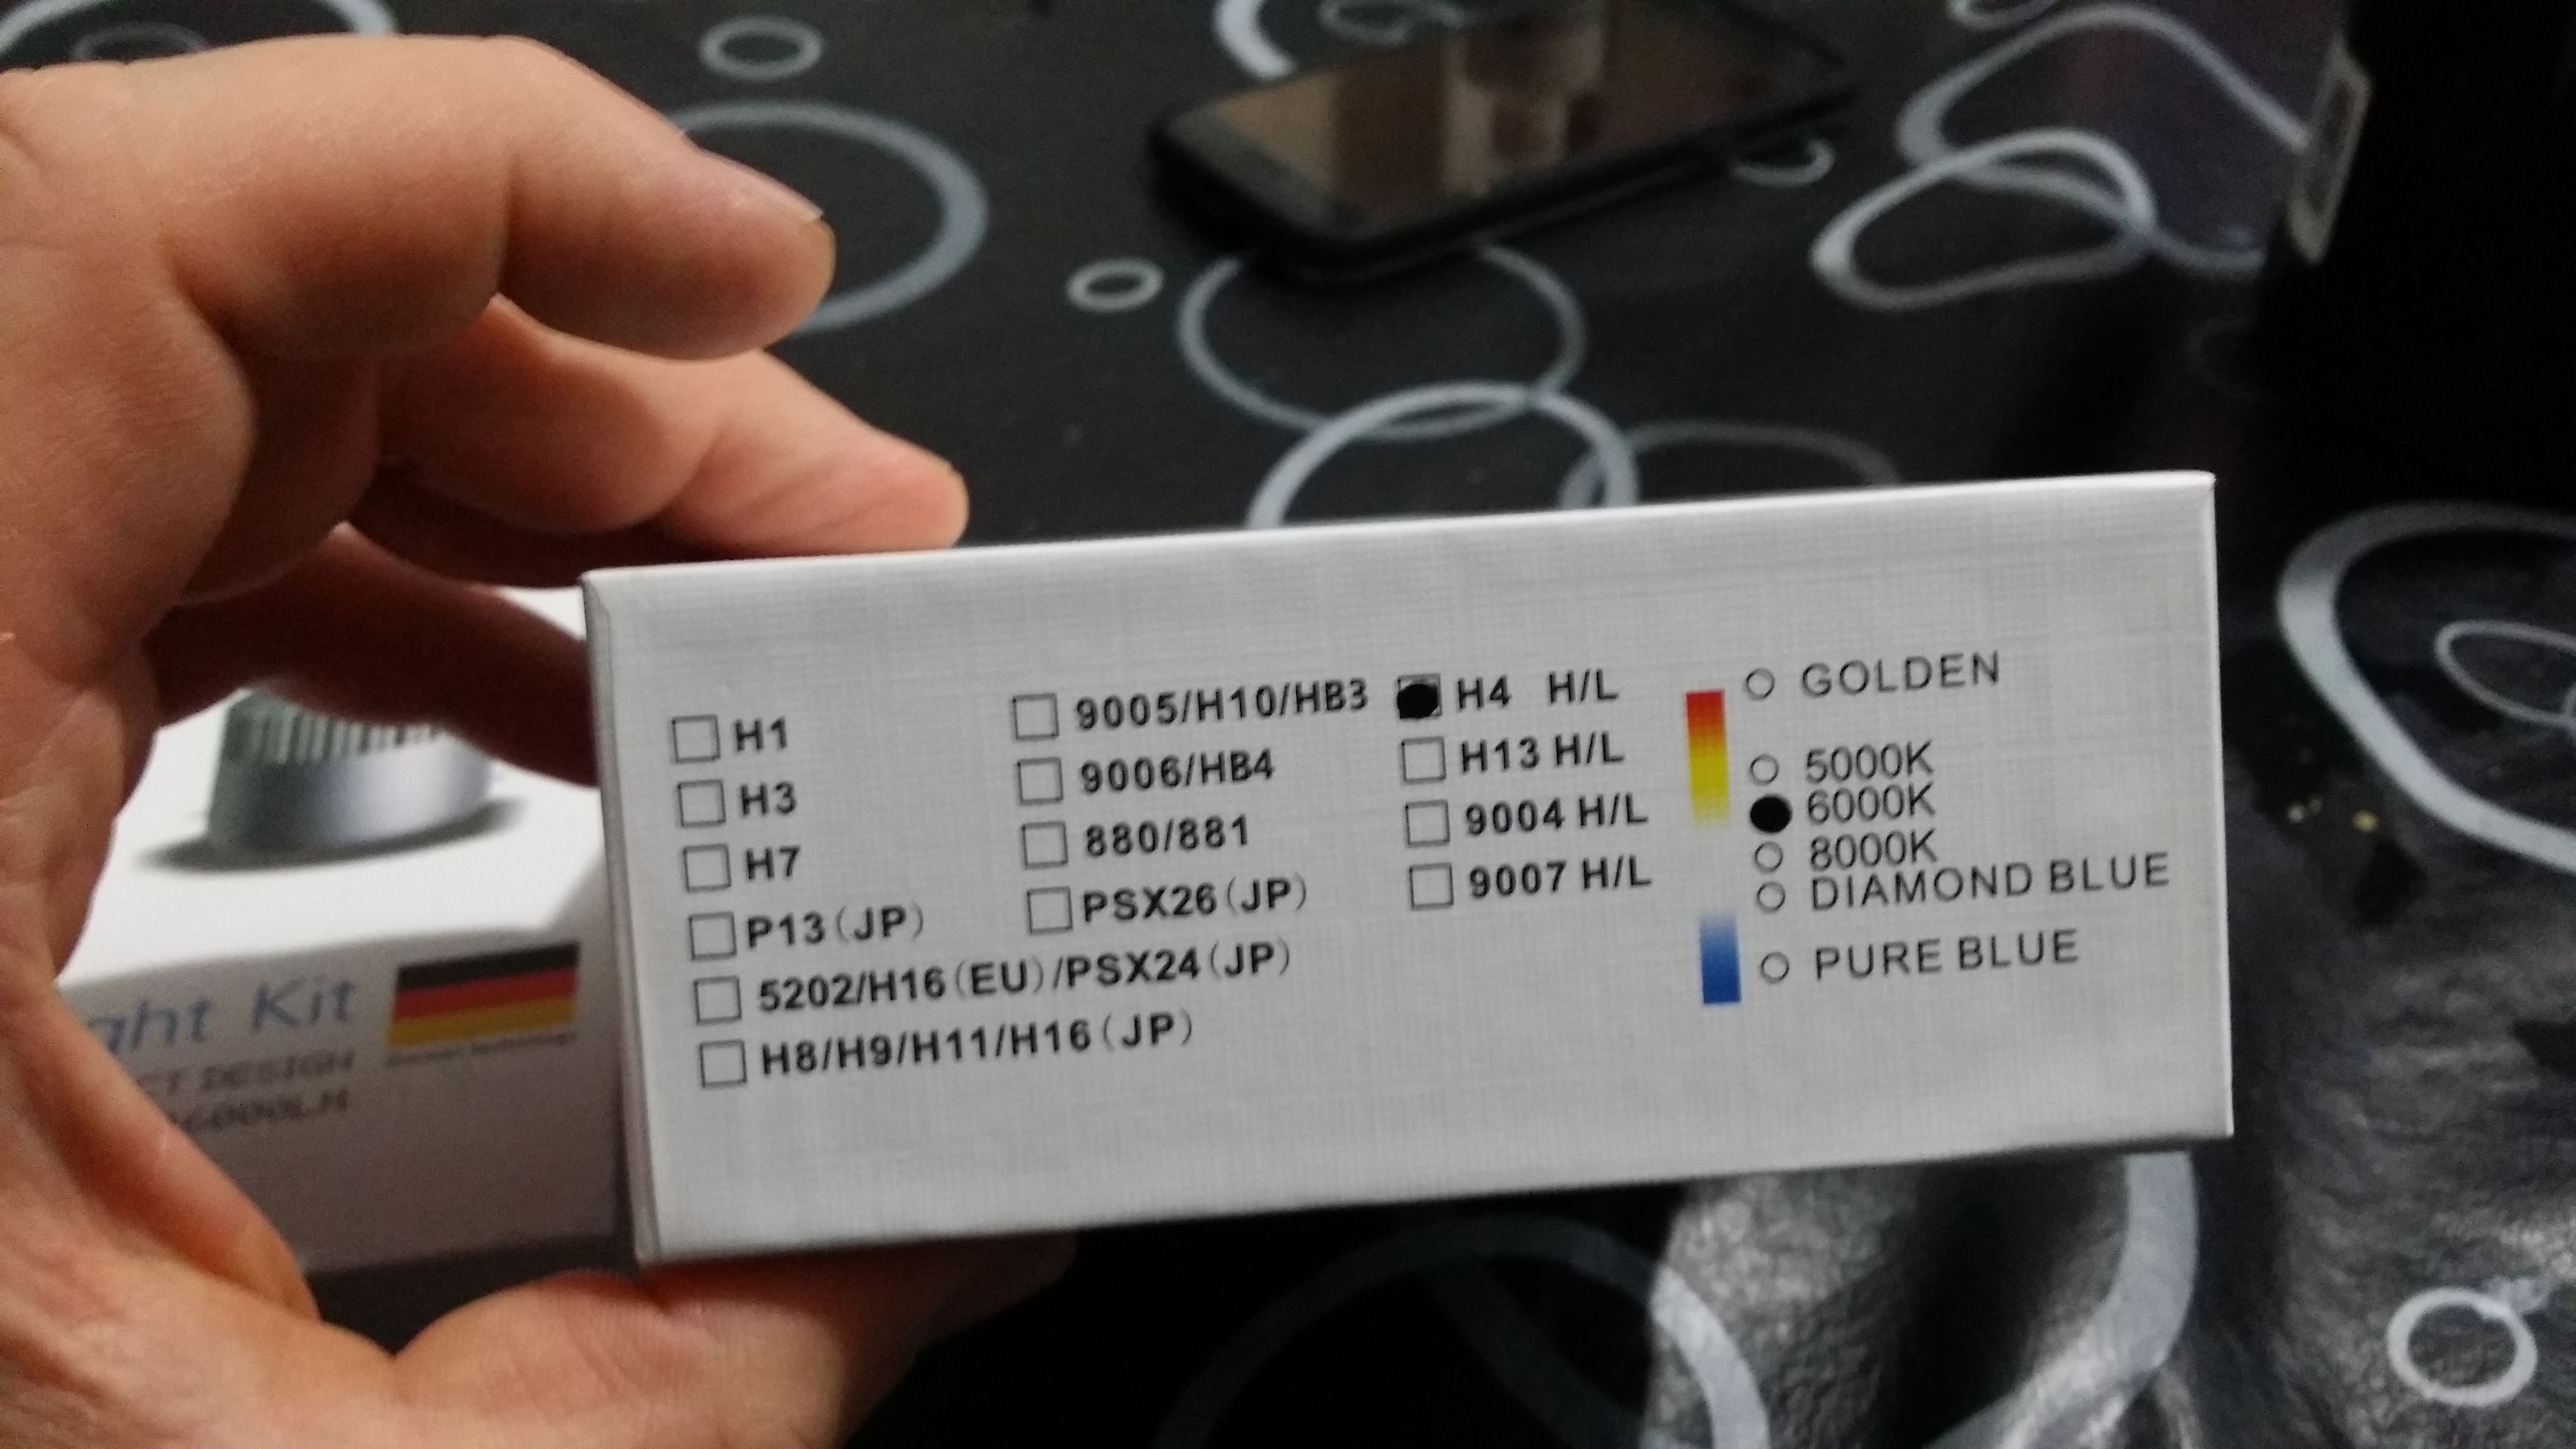 H1
H3
H7
P13(JP)
5202/H16(EU)/PSX24(JP)
H8/H9/H11/H16(JP)
9005/H10/HB3
9006/HB4
880/881
PSX26(JP)
H4 H/L
H13 H/L
9004 H/L
9007 H/L
GOLDEN
5000K
6000K
8000K
DIAMOND BLUE
PURE BLUE
ght Kit
CT DESIGN